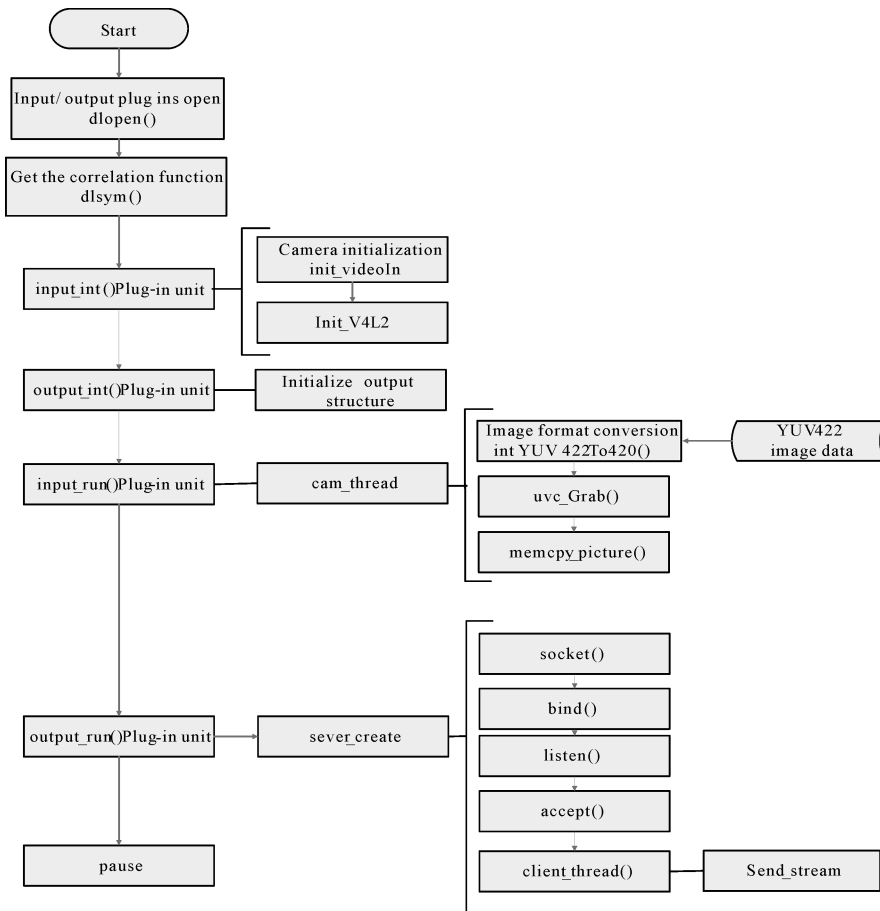 Start
Input/ output plug ins open
dlopen()
Get the correlation function
dlsym()
input_int()Plug-in unit
Camera initialization
init_videoIn
Init_V4L2
output_int()Plug-in unit
Initialize output
structure
input_run()Plug-in unit
cam_thread
Image format conversion
int YUV 422To420()
YUV422
image data
uvc_Grab()
memcpy_picture()
output_run()Plug-in unit
sever_create
socket()
bind()
listen()
accept()
client_thread()
Send_stream
pause